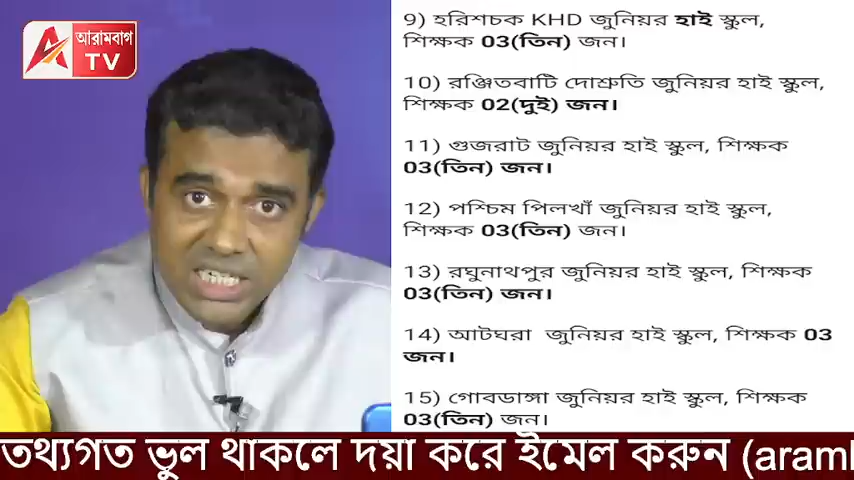 আরামবাগ
TV
9) হরিশচক KHD জুনিয়র হাই স্কুল,
শিক্ষক 03(তিন) জন।
10) রঞ্জিতবাটি দোশ্রুতি জুনিয়র হাই স্কুল,
শিক্ষক 02(দুই) জন।
11) গুজরাট জুনিয়র হাই স্কুল, শিক্ষক
03(তিন) জন।
12) পশ্চিম পিলখাঁ জুনিয়র হাই স্কুল,
শিক্ষক 03(তিন) জন।
13) রঘুনাথপুর জুনিয়র হাই স্কুল, শিক্ষক
03(তিন) জন।
14) আটঘরা জুনিয়র হাই স্কুল, শিক্ষক 03
জন।
15) গোবডাঙ্গা জুনিয়র হাই স্কুল, শিক্ষক
03(তিন) জন।
তথ্যগত ভুল থাকলে দয়া করে ইমেল করুন (araml